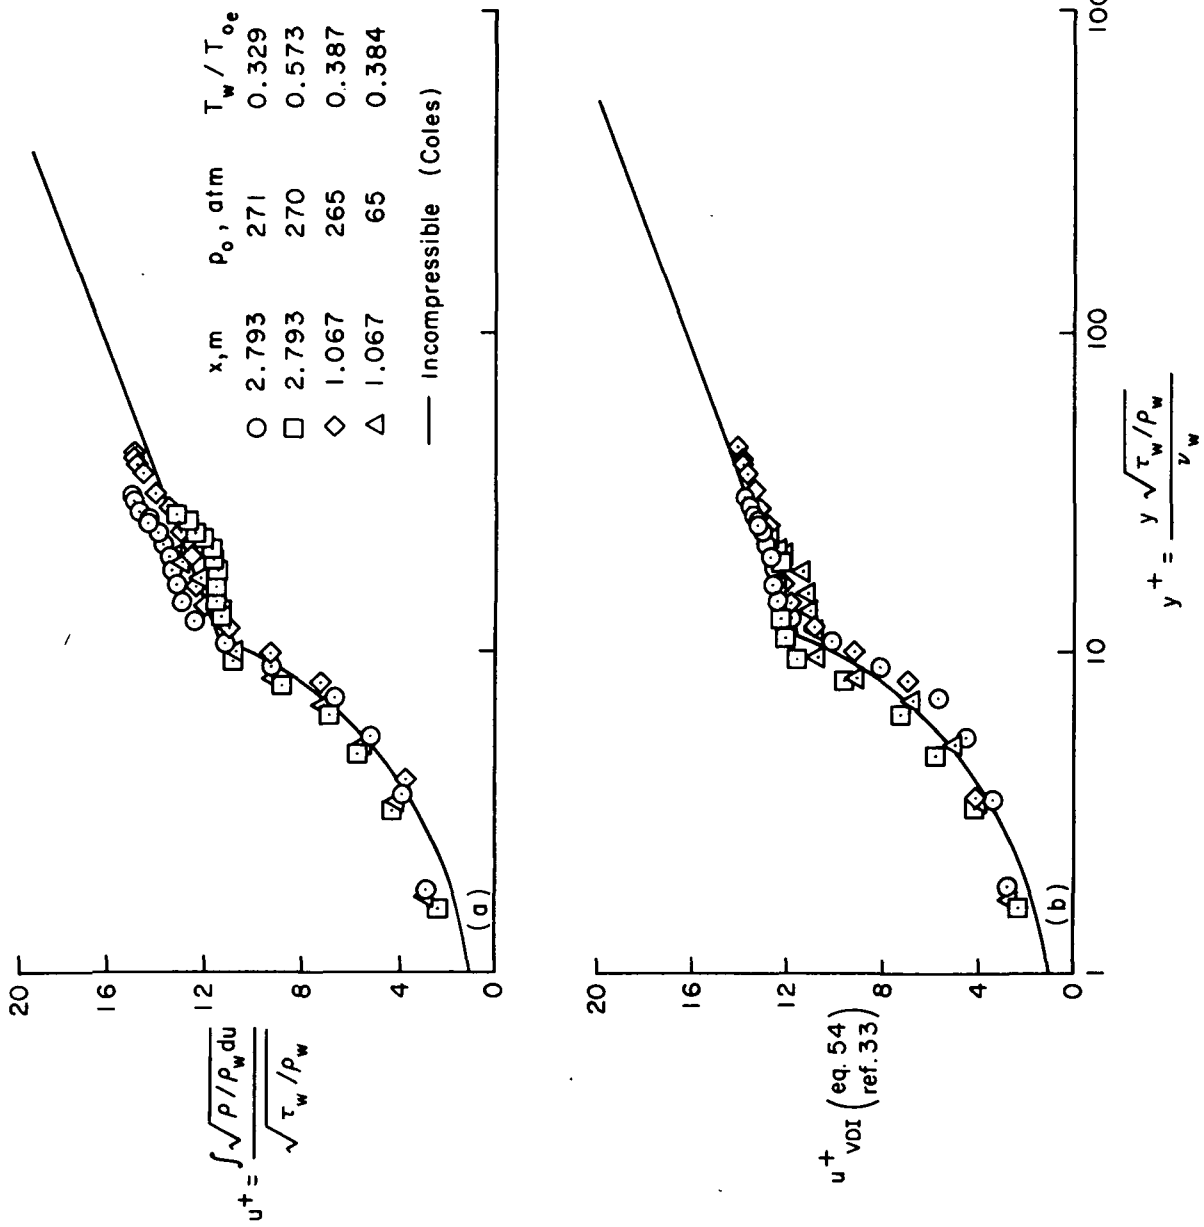 20
16
12
8
4
0
u⁺ = ∫√ρ/ρ_w du / √τ_w/ρ_w
x, m p_o, atm T_w / T_oe
○ 2.793 271 0.329
□ 2.793 270 0.573
◇ 1.067 265 0.387
△ 1.067 65 0.384
— Incompressible (Coles)
(a)
20
16
12
8
4
0
u⁺_VDI (eq. 54
ref. 33)
(b)
1
10
100
y⁺ = y √τ_w/ρ_w / ν_w